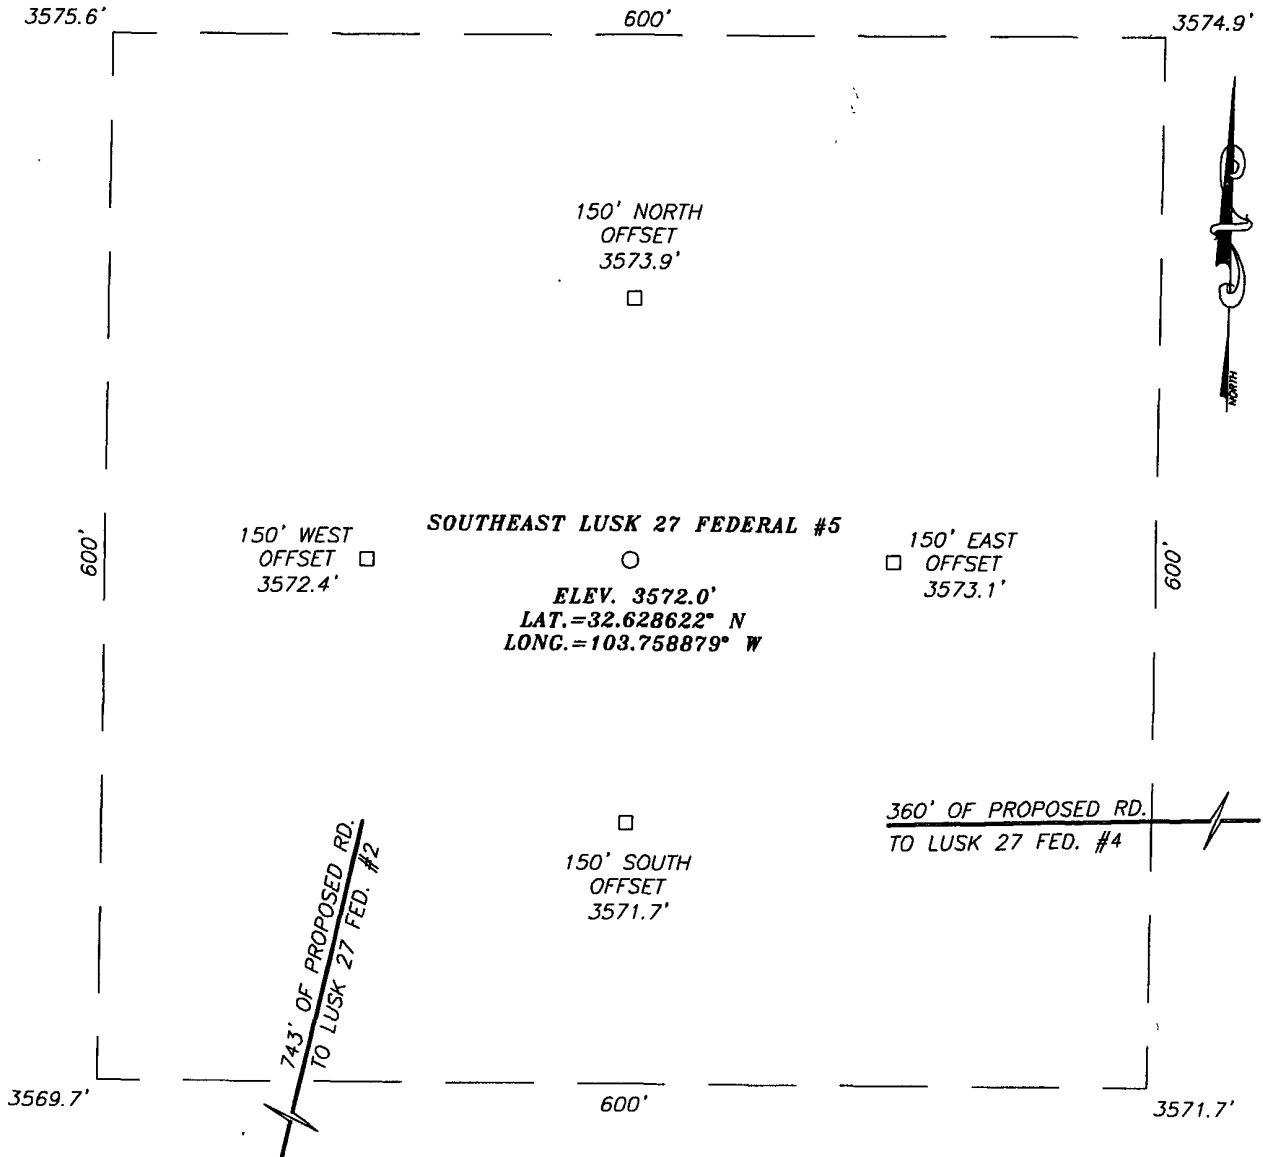 3575.6'
600'
3574.9'
150' NORTH
OFFSET
3573.9'
NORTH
SOUTHEAST LUSK 27 FEDERAL #5
150' WEST
OFFSET
3572.4'
600'
ELEV. 3572.0'
LAT.=32.628622° N
LONG.=103.758879° W
150' EAST
OFFSET
3573.1'
600'
360' OF PROPOSED RD.
TO LUSK 27 FED. #4
150' SOUTH
OFFSET
3571.7'
743' OF PROPOSED RD.
TO LUSK 27 FED. #2
3569.7'
600'
3571.7'